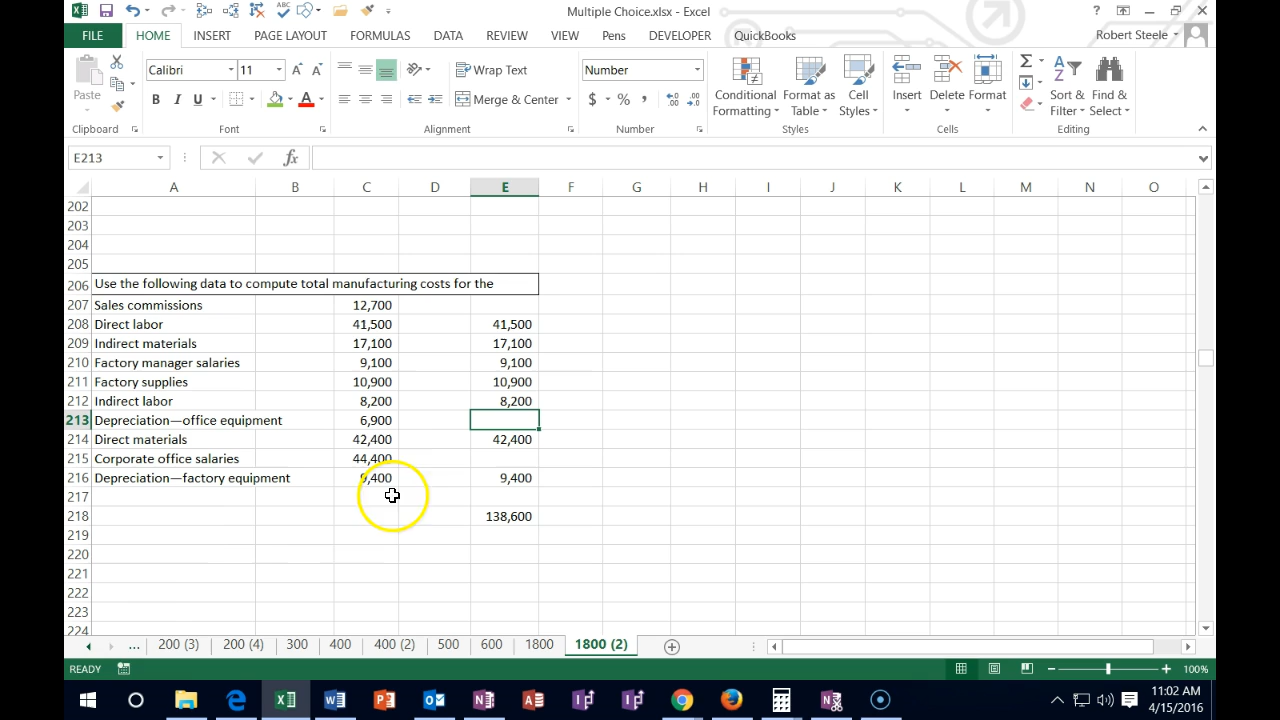 Multiple Choice.xlsx - Excel
FILE HOME INSERT PAGE LAYOUT FORMULAS DATA REVIEW VIEW Pens DEVELOPER QuickBooks Robert Steele
Paste
Calibri 11
Wrap Text
Merge & Center
Number
$ % ,
Conditional Formatting
Format as Table
Cell Styles
Insert Delete Format
Sort & Filter
Find & Select
Clipboard Font Alignment Number Styles Cells Editing
E213
A B C D E F G H I J K L M N O
202
203
204
205
206 Use the following data to compute total manufacturing costs for the
207 Sales commissions 12,700
208 Direct labor 41,500 41,500
209 Indirect materials 17,100 17,100
210 Factory manager salaries 9,100 9,100
211 Factory supplies 10,900 10,900
212 Indirect labor 8,200 8,200
213 Depreciation—office equipment 6,900
214 Direct materials 42,400 42,400
215 Corporate office salaries 44,400
216 Depreciation—factory equipment 9,400 9,400
217
218 138,600
219
220
221
222
223
224
... 200 (3) 200 (4) 300 400 400 (2) 500 600 1800 1800 (2)
READY 100%
11:02 AM
4/15/2016